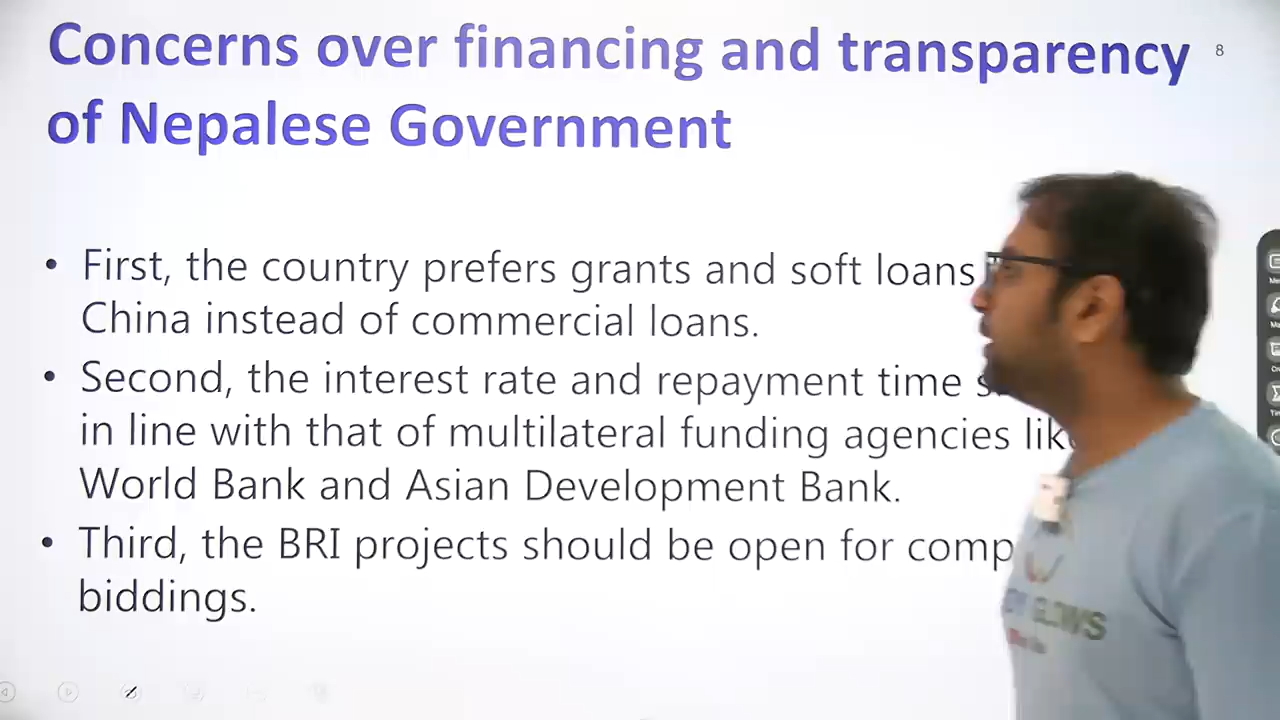 Concerns over financing and transparency
8
of Nepalese Government
• First, the country prefers grants and soft loans
China instead of commercial loans.
• Second, the interest rate and repayment time
in line with that of multilateral funding agencies
World Bank and Asian Development Bank.
• Third, the BRI projects should be open for
biddings.